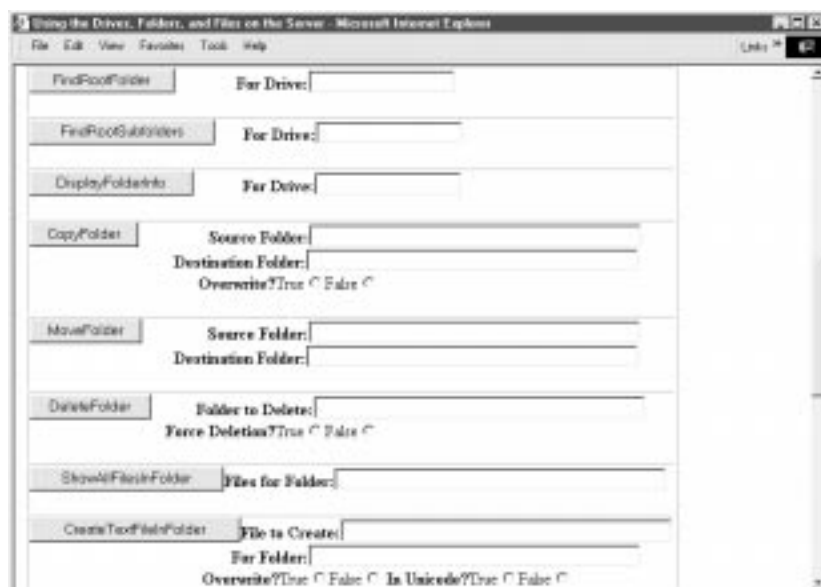 Using the Drives, Folders, and Files on the Server - Microsoft Internet Explorer
File Edit View Favorites Tools Help Links »
FindRootFolder For Drive:
FindRootSubfolders For Drive:
DisplayFolderInfo For Drive:
CopyFolder Source Folder:
Destination Folder:
Overwrite?True False
MoveFolder Source Folder:
Destination Folder:
DeleteFolder Folder to Delete:
Force Deletion?True False
ShowAllFilesInFolder Files for Folder:
CreateTextFileInFolder File to Create:
For Folder:
Overwrite?True False In Unicode?True False